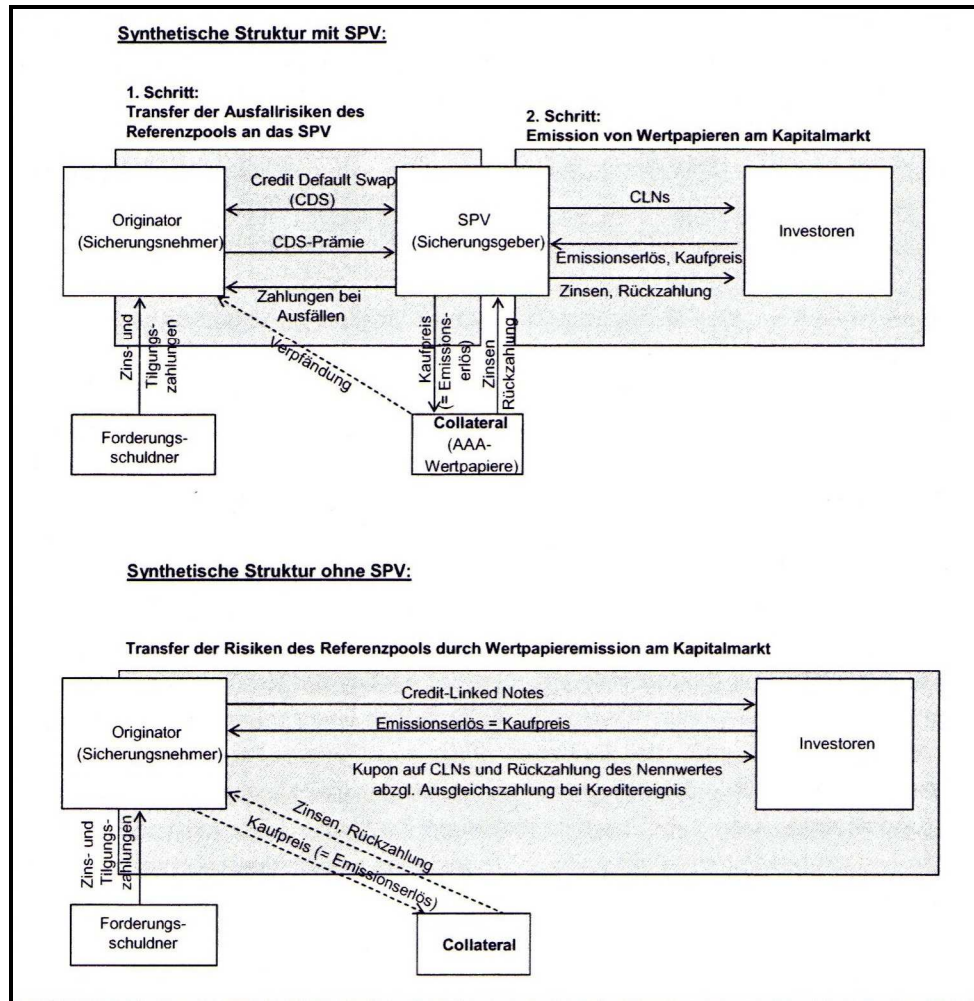 Synthetische Struktur mit SPV:
1. Schritt:
Transfer der Ausfallrisiken des
Referenzpools an das SPV
2. Schritt:
Emission von Wertpapieren am Kapitalmarkt
Originator
(Sicherungsnehmer)
Credit Default Swap
(CDS)
CDS-Prämie
Zahlungen bei
Ausfällen
SPV
(Sicherungsgeber)
CLNs
Emissionserlös, Kaufpreis
Zinsen, Rückzahlung
Investoren
Zins- und
Tilgungs-
zahlungen
Verpfändung
Kaufpreis
(= Emissions-
erlös)
Zinsen
Rückzahlung
Forderungs-
schuldner
Collateral
(AAA-
Wertpapiere)
Synthetische Struktur ohne SPV:
Transfer der Risiken des Referenzpools durch Wertpapieremission am Kapitalmarkt
Originator
(Sicherungsnehmer)
Credit-Linked Notes
Emissionserlös = Kaufpreis
Kupon auf CLNs und Rückzahlung des Nennwertes
abzgl. Ausgleichszahlung bei Kreditereignis
Investoren
Zins- und
Tilgungs-
zahlungen
Zinsen, Rückzahlung
Kaufpreis (= Emissionserlös)
Forderungs-
schuldner
Collateral